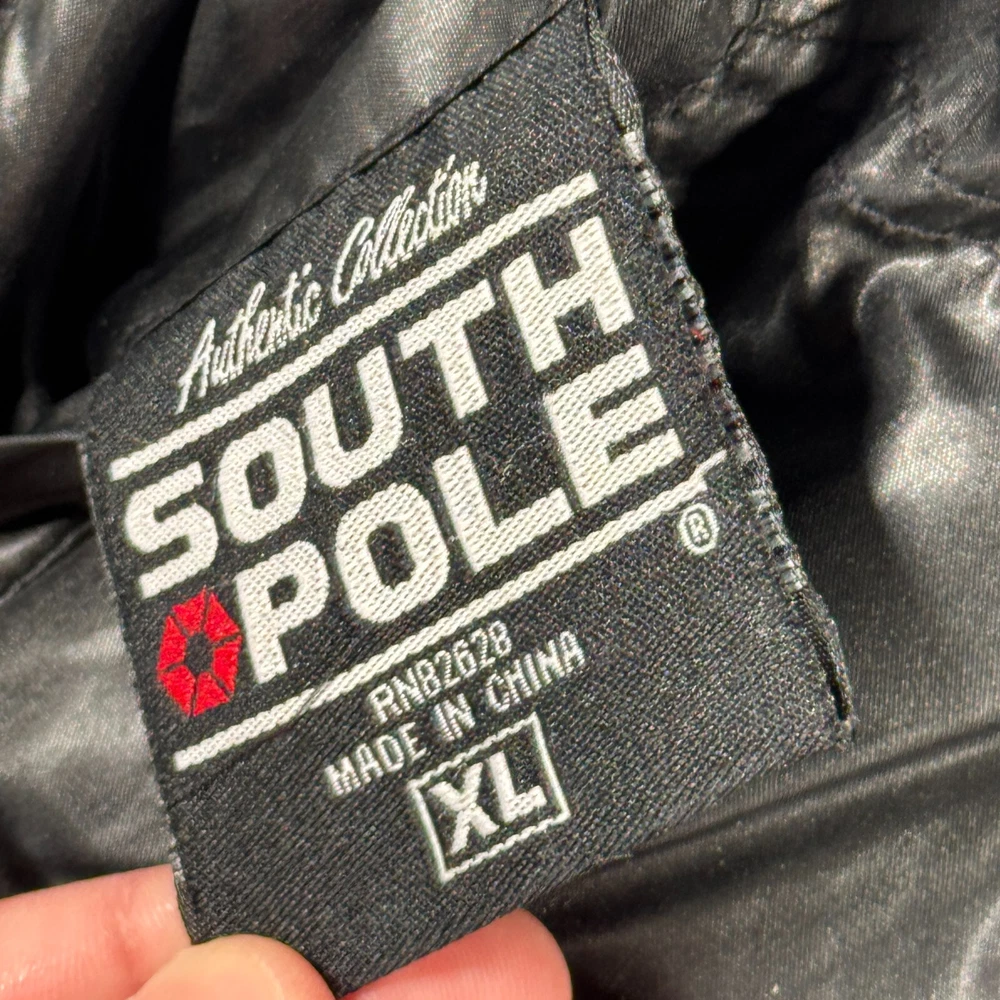 Authentic Collection
SOUTH
POLE®
RN82628
MADE IN CHINA
XL